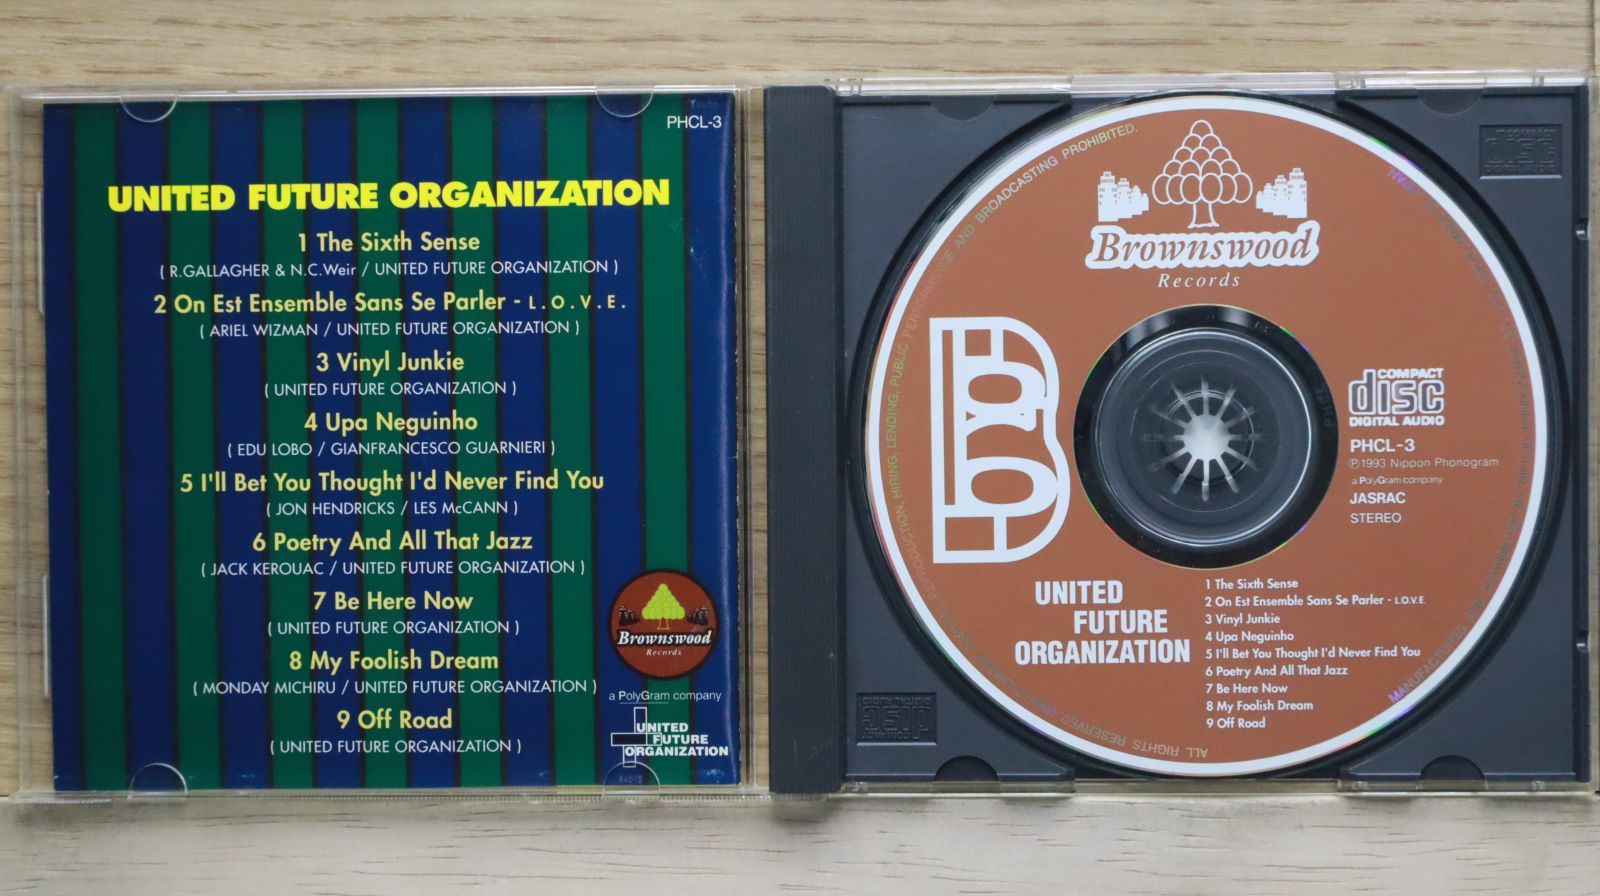 PHCL-3
UNITED FUTURE ORGANIZATION
1 The Sixth Sense
( R.GALLAGHER & N.C.Weir / UNITED FUTURE ORGANIZATION )
2 On Est Ensemble Sans Se Parler - L.O.V.E.
( ARIEL WIZMAN / UNITED FUTURE ORGANIZATION )
3 Vinyl Junkie
( UNITED FUTURE ORGANIZATION )
4 Upa Neguinho
( EDU LOBO / GIANFRANCESCO GUARNIERI )
5 I'll Bet You Thought I'd Never Find You
( JON HENDRICKS / LES McCANN )
6 Poetry And All That Jazz
( JACK KEROUAC / UNITED FUTURE ORGANIZATION )
7 Be Here Now
( UNITED FUTURE ORGANIZATION )
8 My Foolish Dream
( MONDAY MICHIRU / UNITED FUTURE ORGANIZATION )
9 Off Road
( UNITED FUTURE ORGANIZATION )
Brownswood
Records
a PolyGram company
UNITED
FUTURE
ORGANIZATION
Brownswood
Records
COMPACT
disc
DIGITAL AUDIO
PHCL-3
Ⓟ1993 Nippon Phonogram
a PolyGram company
JASRAC
STEREO
UNITED
FUTURE
ORGANIZATION
1 The Sixth Sense
2 On Est Ensemble Sans Se Parler - L.O.V.E.
3 Vinyl Junkie
4 Upa Neguinho
5 I'll Bet You Thought I'd Never Find You
6 Poetry And All That Jazz
7 Be Here Now
8 My Foolish Dream
9 Off Road
ALL RIGHTS RESERVED.
REPRODUCTION, HIRING, LENDING, PUBLIC PERFORMANCE AND BROADCASTING PROHIBITED.